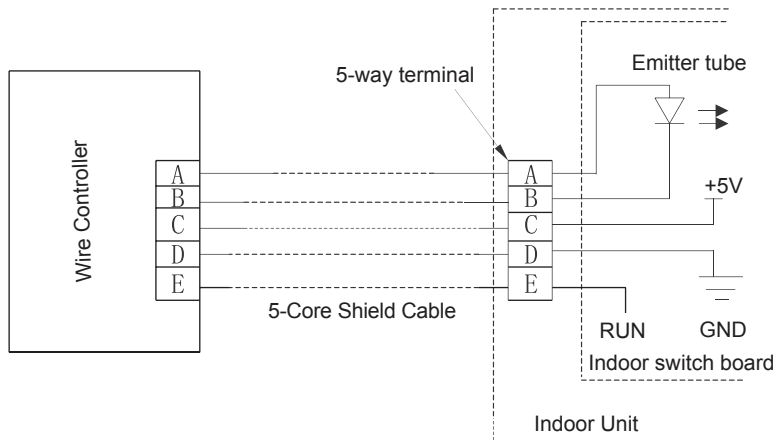 5-way terminal
Emitter tube
Wire Controller
A
B
C
D
E
A
B
C
D
E
+5V
5-Core Shield Cable
RUN
GND
Indoor switch board
Indoor Unit